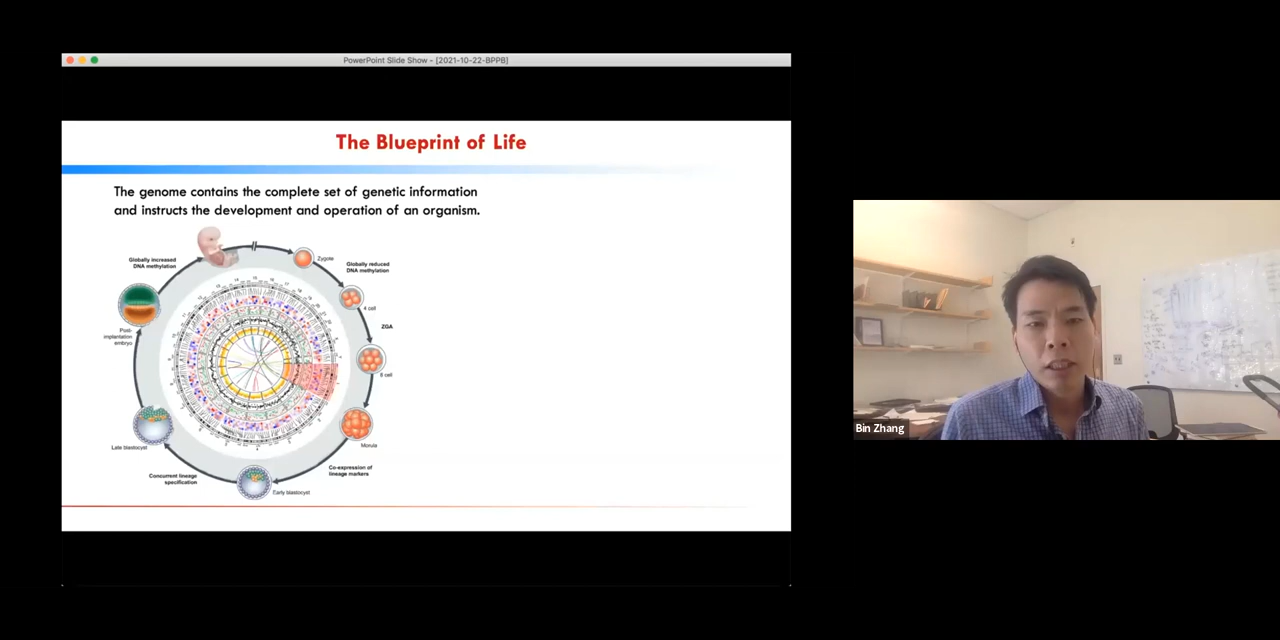 PowerPoint Slide Show - [2021-10-22-BPPB]
The Blueprint of Life
The genome contains the complete set of genetic information
and instructs the development and operation of an organism.
Globally increased
DNA methylation
Zygote
Globally reduced
DNA methylation
4 cell
ZGA
Post-
implantation
embryo
8 cell
Late blastocyst
Morula
Concurrent lineage
specification
Co-expression of
lineage markers
Early blastocyst
Bin Zhang